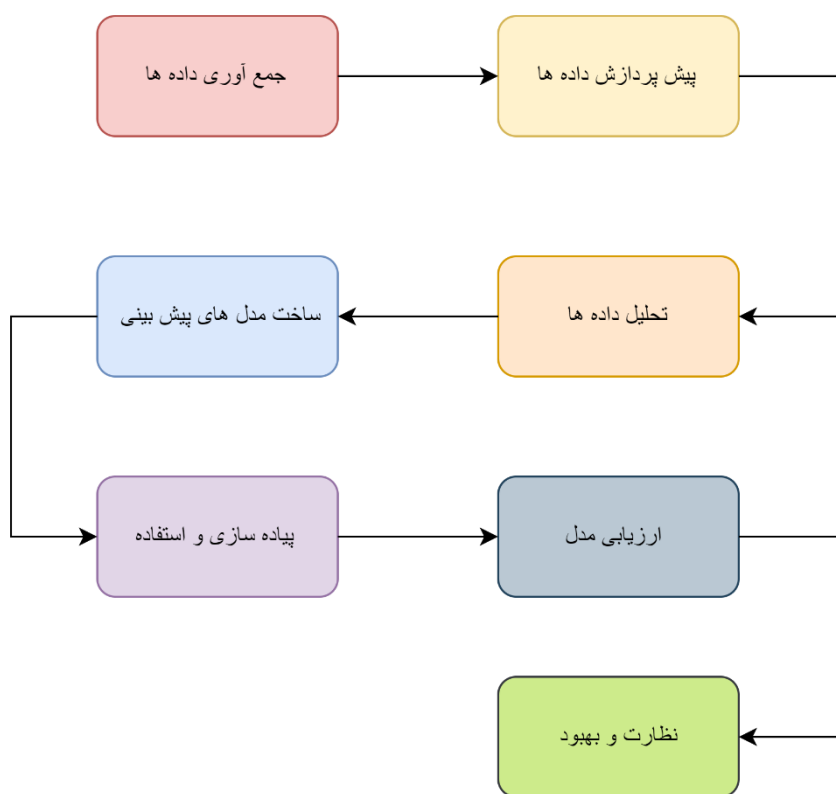 جمع آوری داده ها
پیش پردازش داده ها
تحلیل داده ها
ساخت مدل های پیش بینی
پیاده سازی و استفاده
ارزیابی مدل
نظارت و بهبود